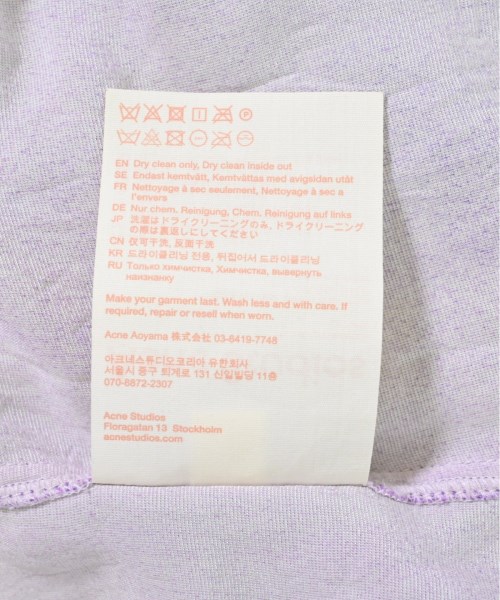 EN Dry clean only, Dry clean inside out
SE Endast kemtvätt, Kemtvättas med avigsidan utåt
FR Nettoyage à sec seulement, Nettoyage à sec a
l'envers
DE Nur chem. Reinigung, Chem. Reinigung auf links
JP 洗濯はドライクリーニングのみ, ドライクリーニング
の際は裏返しにしてください
CN 仅可干洗, 反面干洗
KR 드라이클리닝 전용, 뒤집어서 드라이클리닝
RU Только химчистка, Химчистка, вывернуть
наизнанку
Make your garment last. Wash less and with care. If
required, repair or resell when worn.
Acne Aoyama 株式会社 03-6419-7748
아크네스튜디오코리아 유한회사
서울시 중구 퇴계로 131 신일빌딩 11층
070-8872-2307
Acne Studios
Floragatan 13 Stockholm
acnestudios.com